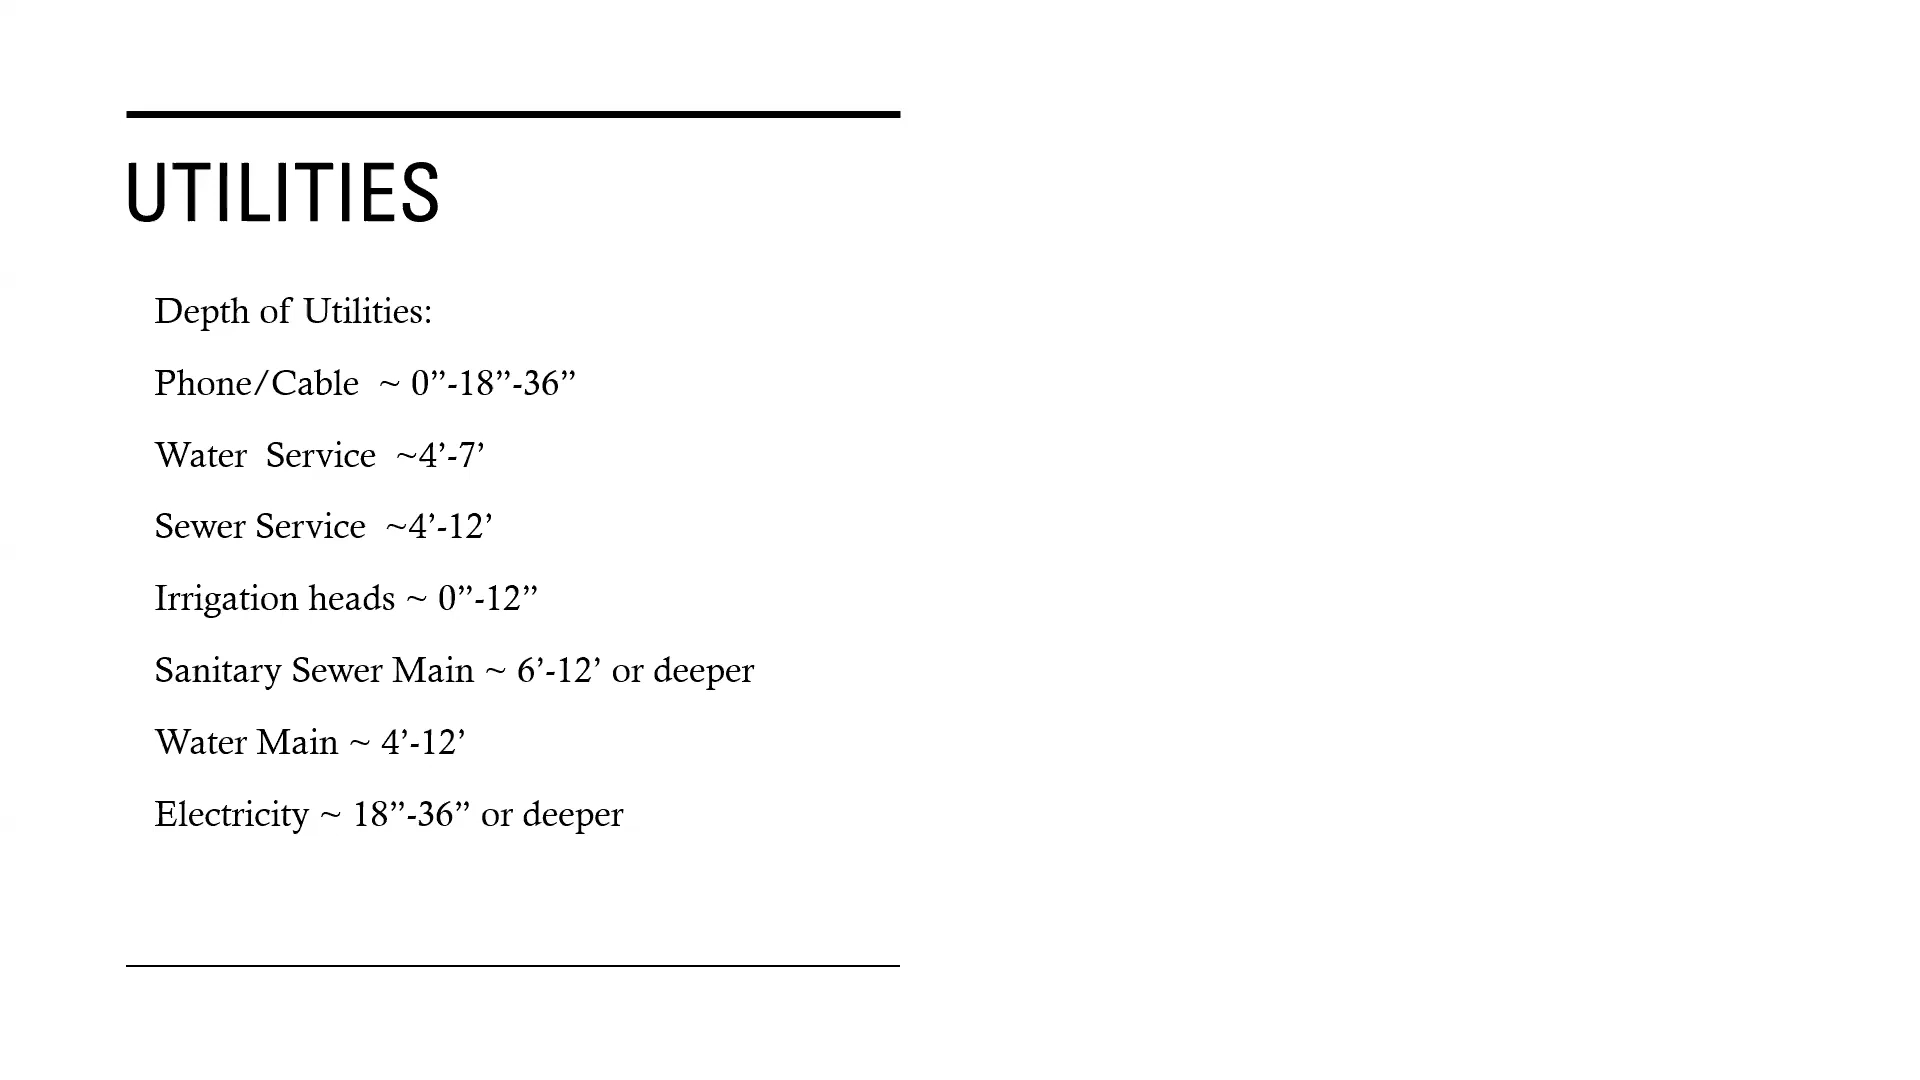 UTILITIES
Depth of Utilities:
Phone/Cable  ~ 0”-18”-36”
Water  Service  ~4’-7’
Sewer Service  ~4’-12’
Irrigation heads ~ 0”-12”
Sanitary Sewer Main ~ 6’-12’ or deeper
Water Main ~ 4’-12’
Electricity ~ 18”-36” or deeper